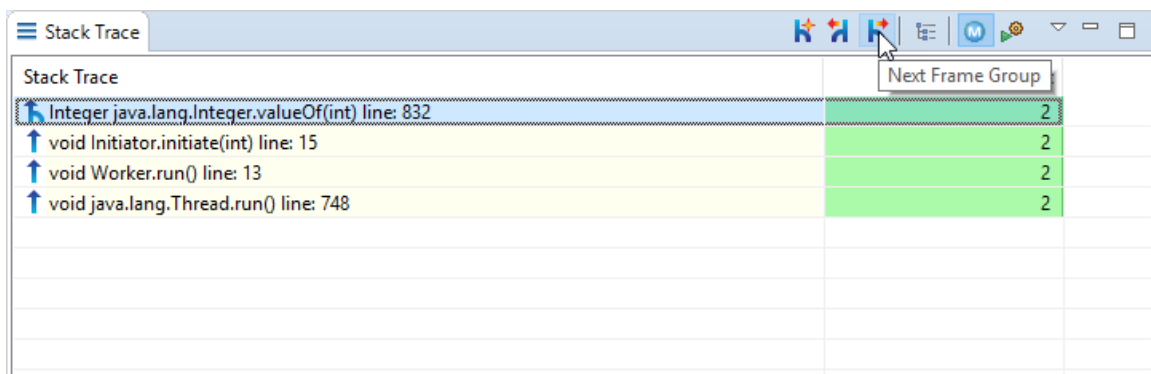 Stack Trace
M
Next Frame Group
Stack Trace
Integer java.lang.Integer.valueOf(int) line: 832 2
void Initiator.initiate(int) line: 15 2
void Worker.run() line: 13 2
void java.lang.Thread.run() line: 748 2